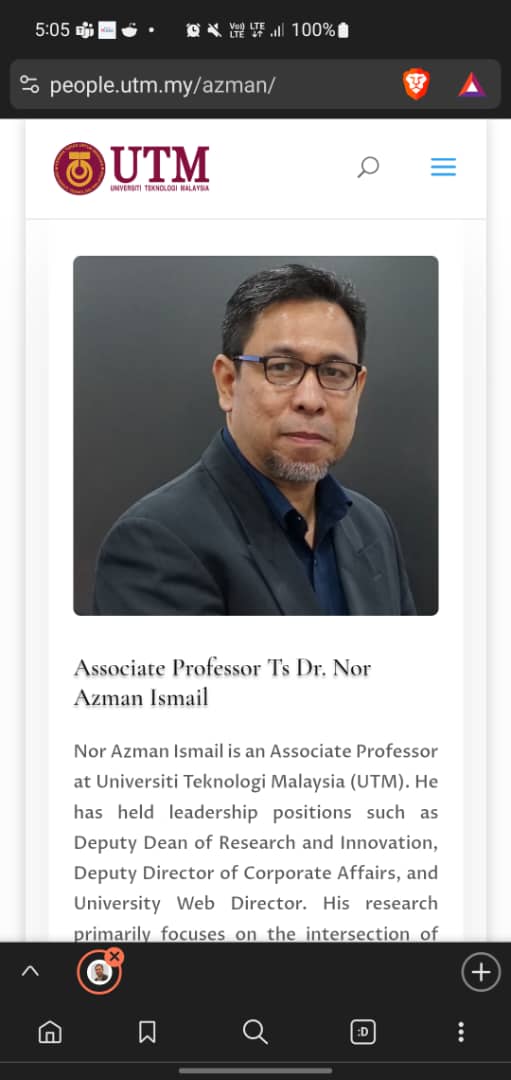 5:05
Vo)) LTE
LTE
100%
people.utm.my/azman/
UTM
UNIVERSITI TEKNOLOGI MALAYSIA
Associate Professor Ts Dr. Nor
Azman Ismail
Nor Azman Ismail is an Associate Professor
at Universiti Teknologi Malaysia (UTM). He
has held leadership positions such as
Deputy Dean of Research and Innovation,
Deputy Director of Corporate Affairs, and
University Web Director. His research
primarily focuses on the intersection of
:D